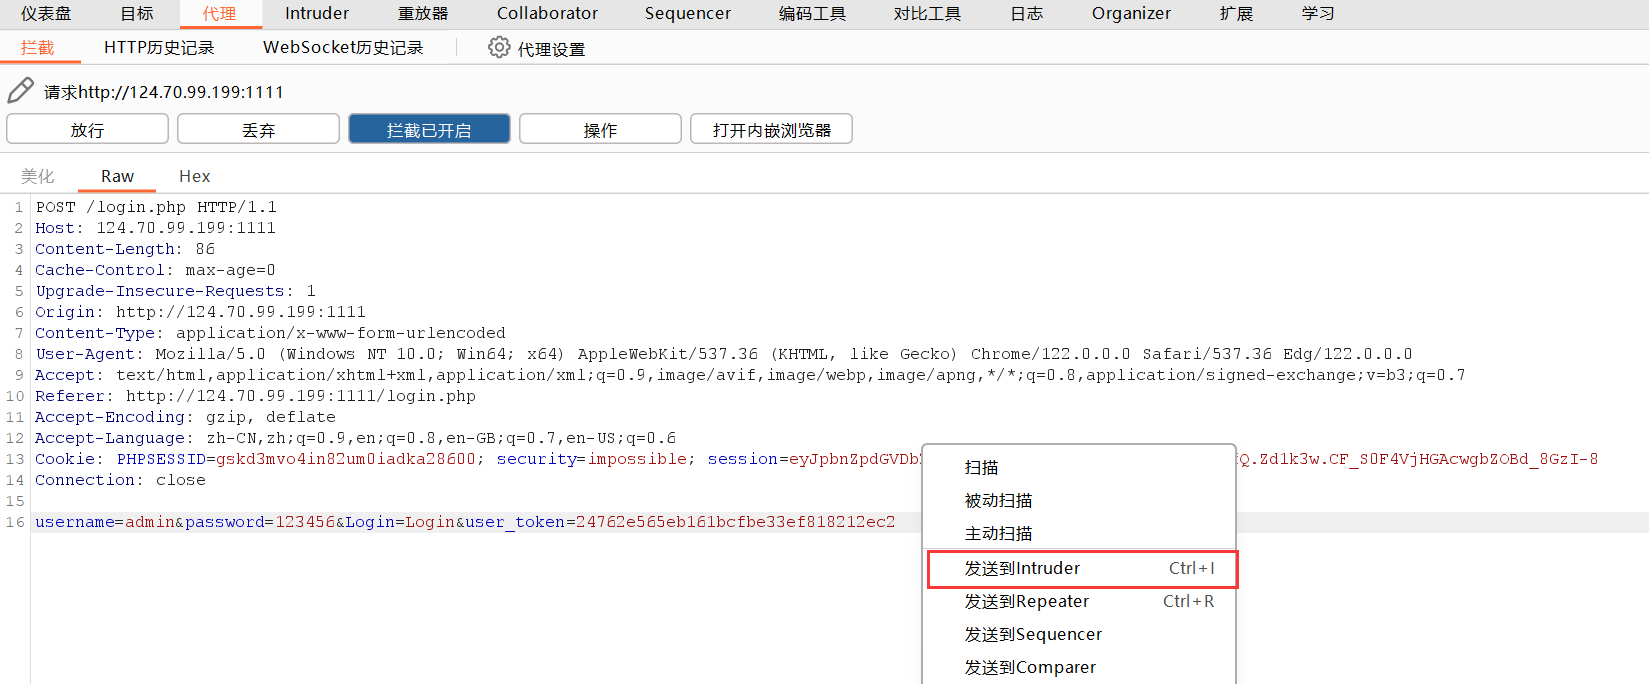 仪表盘 目标 代理 Intruder 重放器 Collaborator Sequencer 编码工具 对比工具 日志 Organizer 扩展 学习
拦截 HTTP历史记录 WebSocket历史记录 代理设置
请求http://124.70.99.199:1111
放行 丢弃 拦截已开启 操作 打开内嵌浏览器
美化 Raw Hex
1 POST /login.php HTTP/1.1
2 Host: 124.70.99.199:1111
3 Content-Length: 86
4 Cache-Control: max-age=0
5 Upgrade-Insecure-Requests: 1
6 Origin: http://124.70.99.199:1111
7 Content-Type: application/x-www-form-urlencoded
8 User-Agent: Mozilla/5.0 (Windows NT 10.0; Win64; x64) AppleWebKit/537.36 (KHTML, like Gecko) Chrome/122.0.0.0 Safari/537.36 Edg/122.0.0.0
9 Accept: text/html,application/xhtml+xml,application/xml;q=0.9,image/avif,image/webp,image/apng,*/*;q=0.8,application/signed-exchange;v=b3;q=0.7
10 Referer: http://124.70.99.199:1111/login.php
11 Accept-Encoding: gzip, deflate
12 Accept-Language: zh-CN,zh;q=0.9,en;q=0.8,en-GB;q=0.7,en-US;q=0.6
13 Cookie: PHPSESSID=gskd3mvo4in82um0iadka28600; security=impossible; session=eyJpbnZpdGVDb Q.Zd1k3w.CF_S0F4VjHGAcwgbZOBd_8GzI-8
14 Connection: close
15
16 username=admin&password=123456&Login=Login&user_token=24762e565eb161bcfbe33ef818212ec2
扫描
被动扫描
主动扫描
发送到Intruder Ctrl+I
发送到Repeater Ctrl+R
发送到Sequencer
发送到Comparer